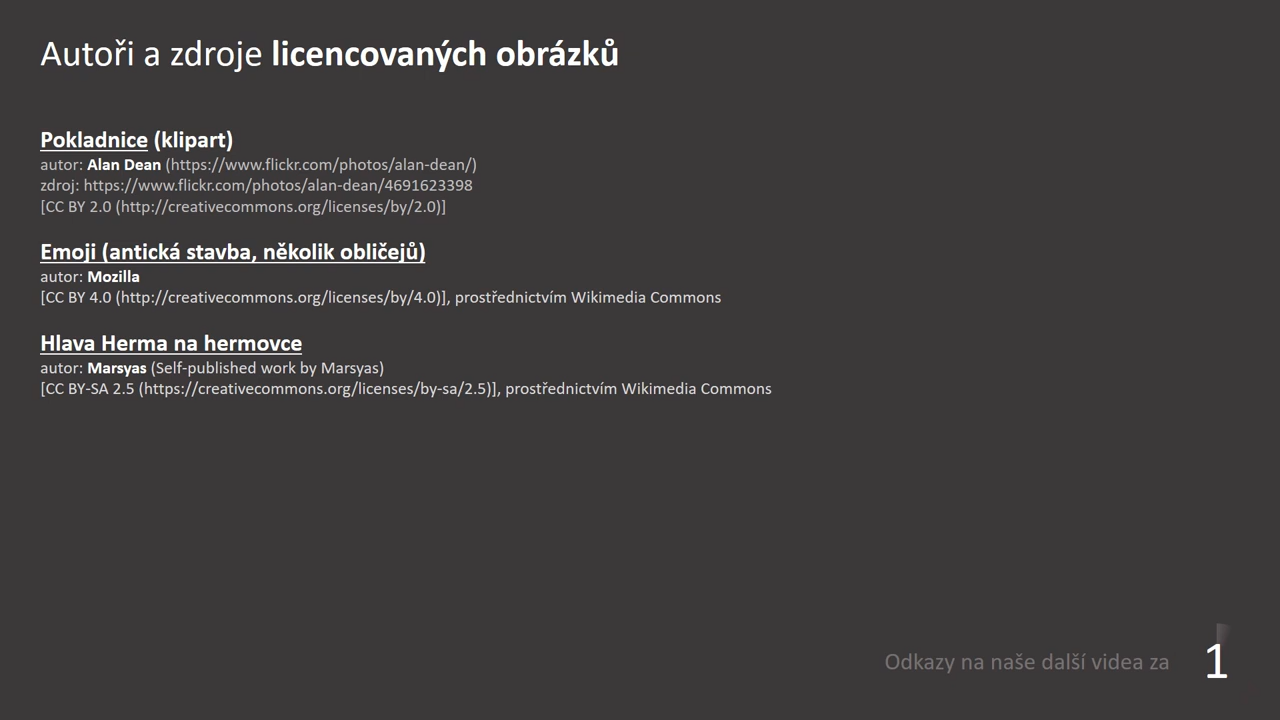 Autoři a zdroje licencovaných obrázků
Pokladnice (klipart)
autor: Alan Dean (https://www.flickr.com/photos/alan-dean/)
zdroj: https://www.flickr.com/photos/alan-dean/4691623398
[CC BY 2.0 (http://creativecommons.org/licenses/by/2.0)]
Emoji (antická stavba, několik obličejů)
autor: Mozilla
[CC BY 4.0 (http://creativecommons.org/licenses/by/4.0)], prostřednictvím Wikimedia Commons
Hlava Herma na hermovce
autor: Marsyas (Self-published work by Marsyas)
[CC BY-SA 2.5 (https://creativecommons.org/licenses/by-sa/2.5)], prostřednictvím Wikimedia Commons
Odkazy na naše další videa za 1